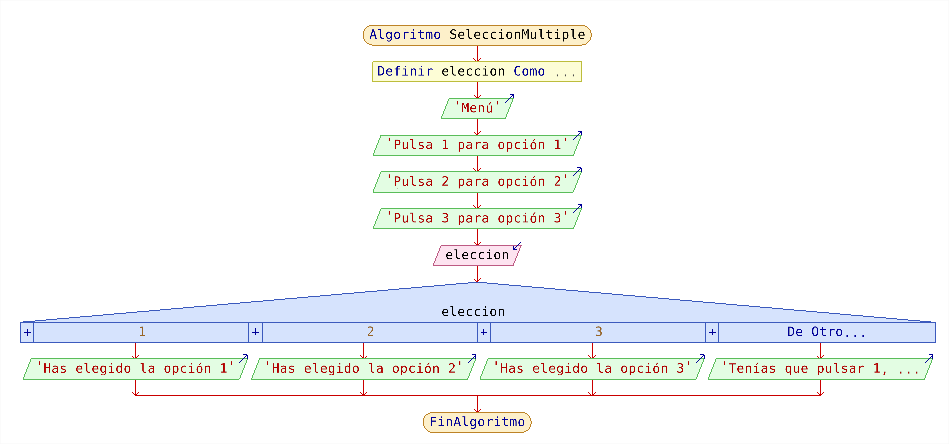 Algoritmo SeleccionMultiple
Definir eleccion Como ...
'Menú'
'Pulsa 1 para opción 1'
'Pulsa 2 para opción 2'
'Pulsa 3 para opción 3'
eleccion
eleccion
+ 1 + 2 + 3 + De Otro...
'Has elegido la opción 1' 'Has elegido la opción 2' 'Has elegido la opción 3' 'Tenías que pulsar 1, ...
FinAlgoritmo